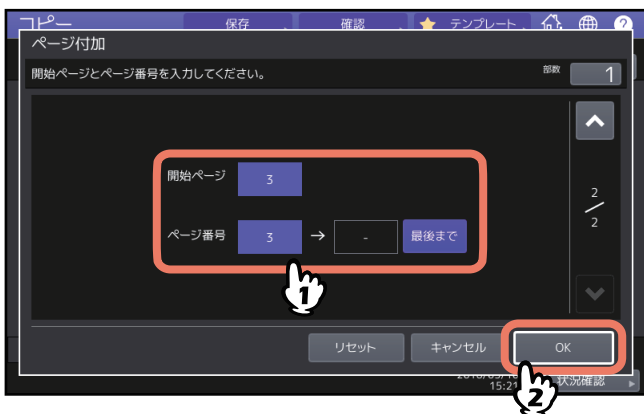 コピー 保存 確認 テンプレート ?
ページ付加
開始ページとページ番号を入力してください。 部数 1
開始ページ 3
ページ番号 3 → - 最後まで
2
2
1
リセット キャンセル OK
15:21 状況確認
2